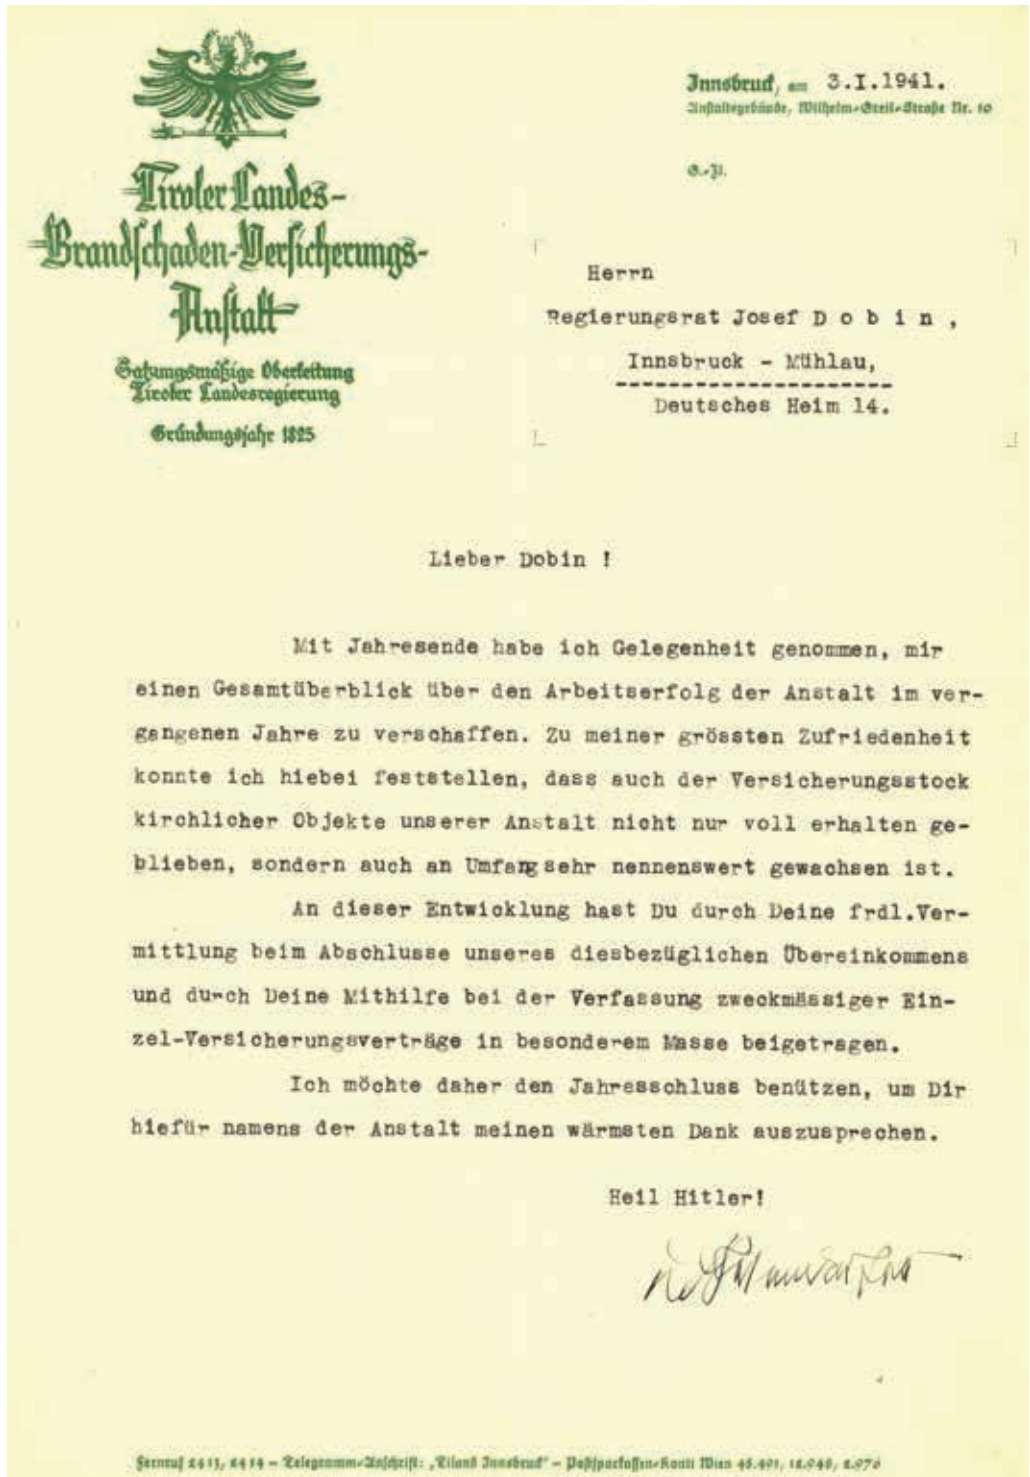 Tiroler Landes-
Brandschaden-Versicherungs-
Anstalt
Satzungsmäßige Oberleitung
Tiroler Landesregierung
Gründungsjahr 1825
Innsbruck, am 3.I.1941.
Anstaltsgebäude, Wilhelm-Greil-Straße Nr. 10
G.-Zl.
Herrn
Regierungsrat Josef D o b i n ,
Innsbruck - Mühlau,
Deutsches Heim 14.
Lieber Dobin !
Mit Jahresende habe ich Gelegenheit genommen, mir
einen Gesamtüberblick über den Arbeitserfolg der Anstalt im ver-
gangenen Jahre zu verschaffen. Zu meiner grössten Zufriedenheit
konnte ich hiebei feststellen, dass auch der Versicherungsstock
kirchlicher Objekte unserer Anstalt nicht nur voll erhalten ge-
blieben, sondern auch an Umfang sehr nennenswert gewachsen ist.
An dieser Entwicklung hast Du durch Deine frdl.Ver-
mittlung beim Abschlusse unseres diesbezüglichen Übereinkommens
und durch Deine Mithilfe bei der Verfassung zweckmässiger Ein-
zel-Versicherungsverträge in besonderem Masse beigetragen.
Ich möchte daher den Jahresschluss benützen, um Dir
hiefür namens der Anstalt meinen wärmsten Dank auszusprechen.
Heil Hitler!
Fernruf 2413, 2414 – Telegramm-Anschrift: „Tilans Innsbruck“ – Postsparkassen-Konti Wien